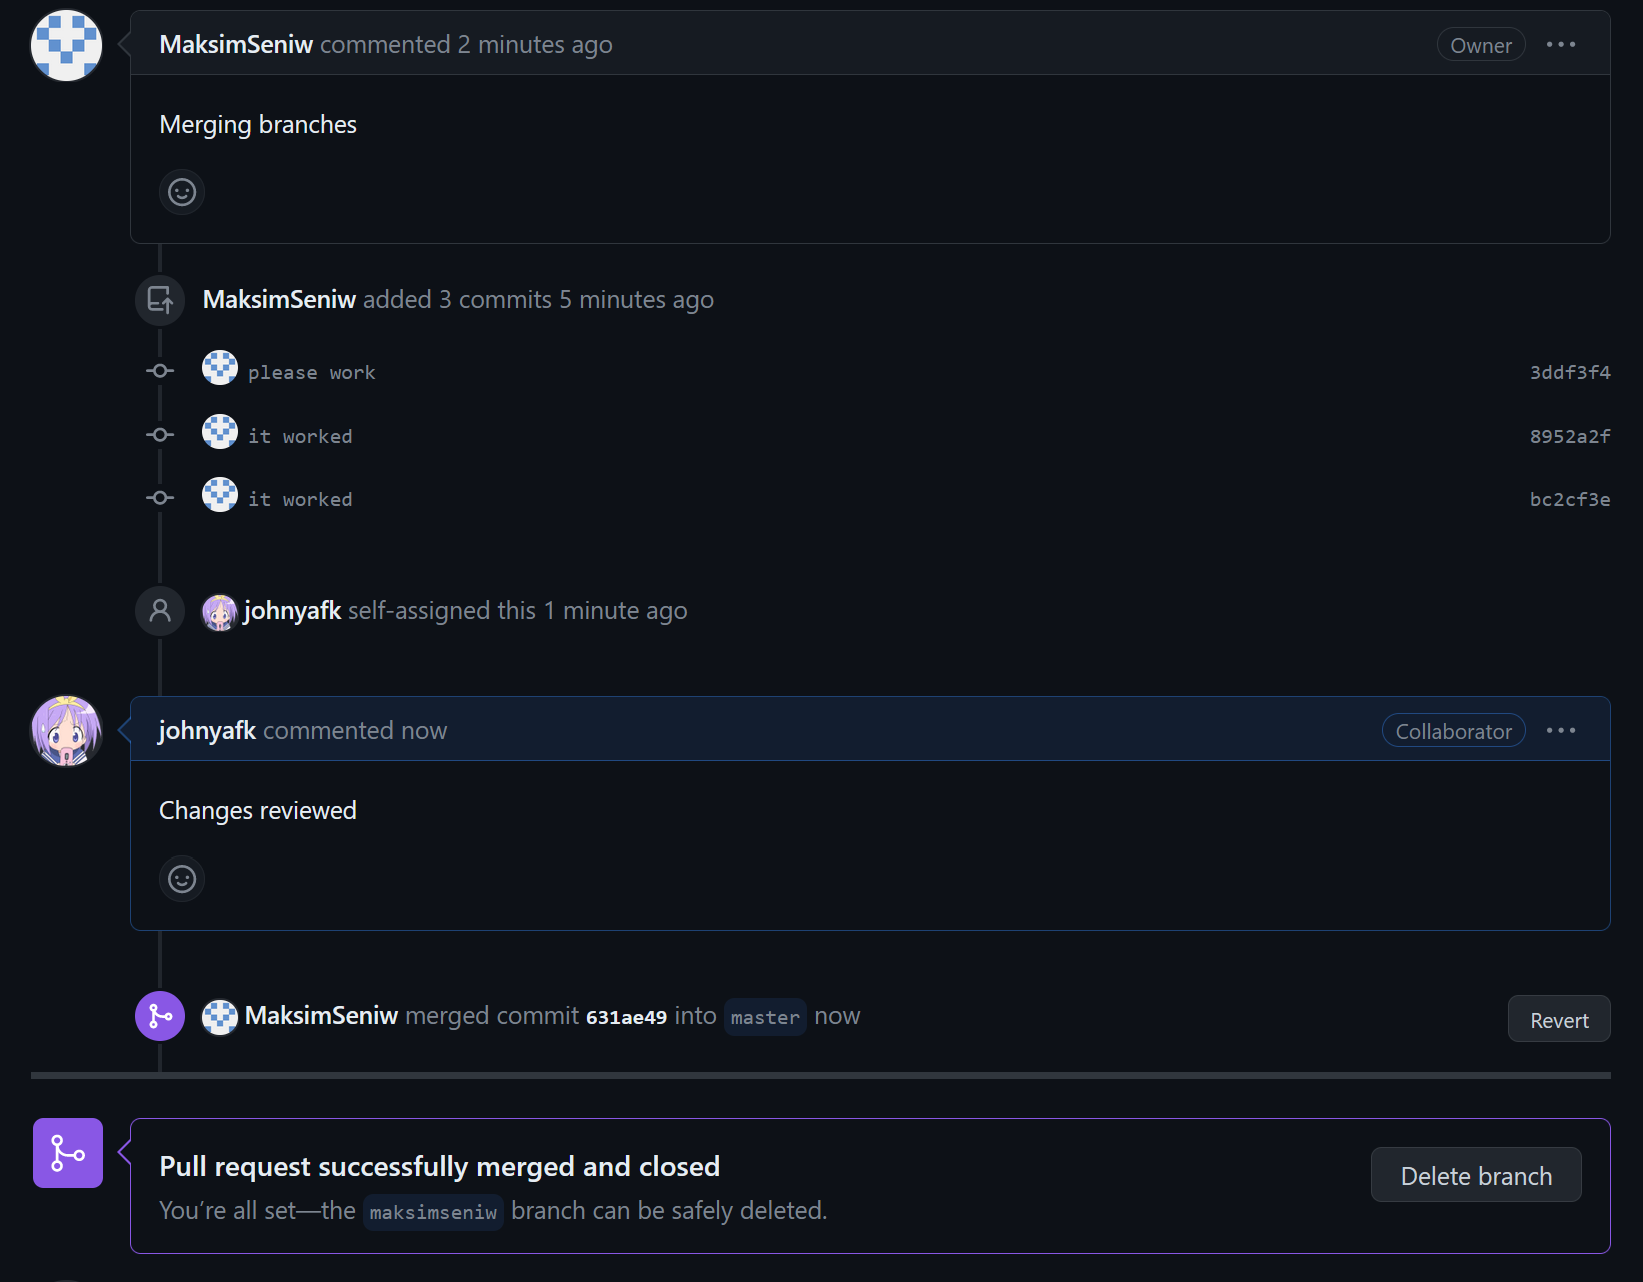 MaksimSeniw commented 2 minutes ago Owner
Merging branches
MaksimSeniw added 3 commits 5 minutes ago
please work 3ddf3f4
it worked 8952a2f
it worked bc2cf3e
johnyafk self-assigned this 1 minute ago
johnyafk commented now Collaborator
Changes reviewed
MaksimSeniw merged commit 631ae49 into master now Revert
Pull request successfully merged and closed
Delete branch
You’re all set—the maksimseniw branch can be safely deleted.